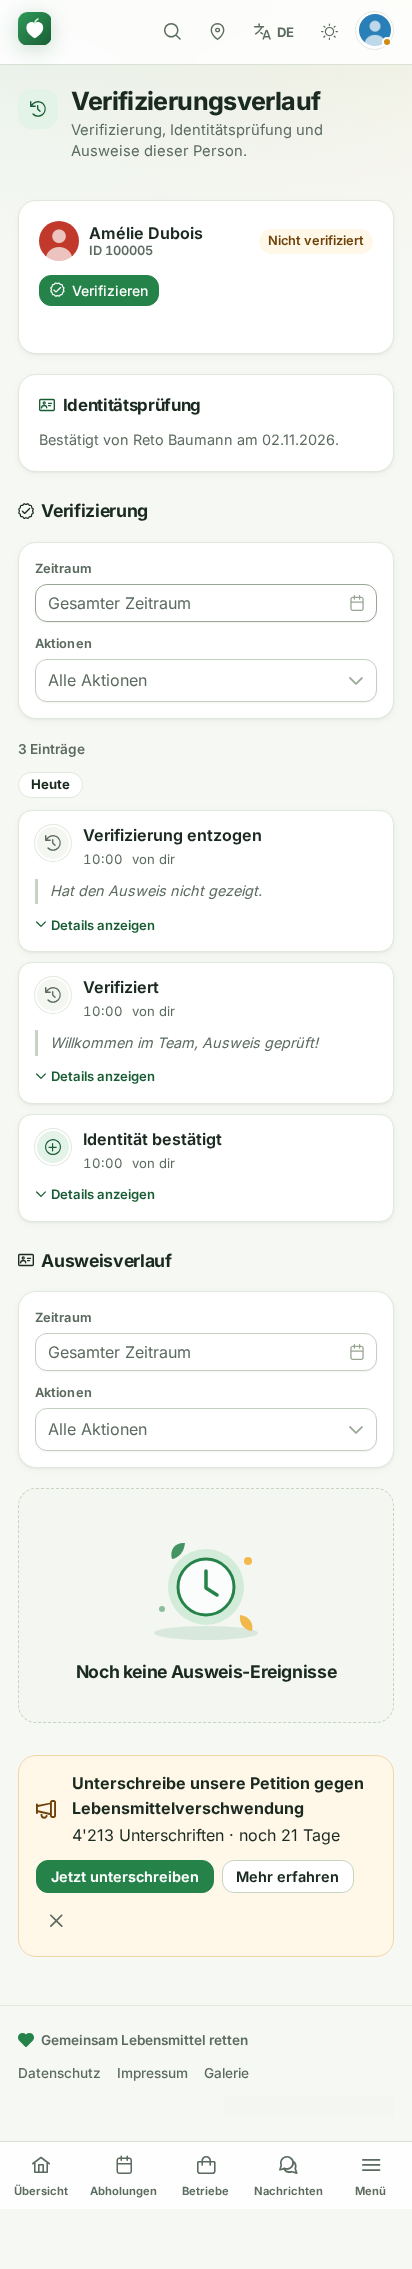 DE
Verifizierungsverlauf
Verifizierung, Identitätsprüfung und
Ausweise dieser Person.
Amélie Dubois
ID 100005
Nicht verifiziert
Verifizieren
Identitätsprüfung
Bestätigt von Reto Baumann am 02.11.2026.
Verifizierung
Zeitraum
Gesamter Zeitraum
Aktionen
Alle Aktionen
3 Einträge
Heute
Verifizierung entzogen
10:00 von dir
Hat den Ausweis nicht gezeigt.
Details anzeigen
Verifiziert
10:00 von dir
Willkommen im Team, Ausweis geprüft!
Details anzeigen
Identität bestätigt
10:00 von dir
Details anzeigen
Ausweisverlauf
Zeitraum
Gesamter Zeitraum
Aktionen
Alle Aktionen
Noch keine Ausweis-Ereignisse
Unterschreibe unsere Petition gegen
Lebensmittelverschwendung
4'213 Unterschriften · noch 21 Tage
Jetzt unterschreiben
Mehr erfahren
Gemeinsam Lebensmittel retten
Datenschutz Impressum Galerie
Übersicht Abholungen Betriebe Nachrichten Menü